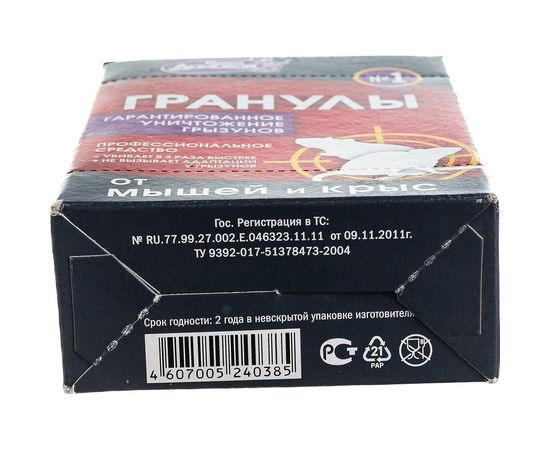 №1
ГРАНУЛЫ
ГАРАНТИРОВАННОЕ
УНИЧТОЖЕНИЕ
ГРЫЗУНОВ
ПРОФЕССИОНАЛЬНОЕ
СРЕДСТВО
• УБИВАЕТ В 3 РАЗА БЫСТРЕЕ
• НЕ ВЫЗЫВАЕТ АДАПТАЦИИ
У ГРЫЗУНОВ
ОТ
МЫШЕЙ И КРЫС
Гос. Регистрация в ТС:
№ RU.77.99.27.002.Е.046323.11.11 от 09.11.2011г.
ТУ 9392-017-51378473-2004
Срок годности: 2 года в невскрытой упаковке изготовителя
4 607005 240385
РСТ
21
PAP